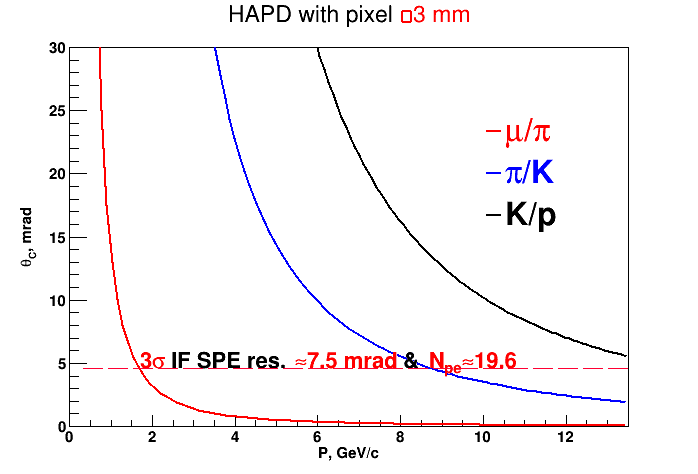 HAPD with pixel □3 mm
30
25
20
15
10
5
0
θc, mrad
−μ/π
−π/K
−K/p
3σ IF SPE res. ≈7.5 mrad & Npe≈19.6
0 2 4 6 8 10 12
P, GeV/c